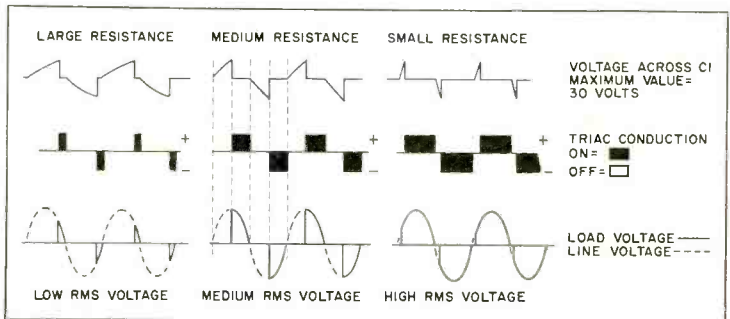 LARGE RESISTANCE
MEDIUM RESISTANCE
SMALL RESISTANCE
VOLTAGE ACROSS C1
MAXIMUM VALUE=
30 VOLTS
+
-
+
-
+
-
TRIAC CONDUCTION
ON=
OFF=
LOAD VOLTAGE
LINE VOLTAGE
LOW RMS VOLTAGE
MEDIUM RMS VOLTAGE
HIGH RMS VOLTAGE